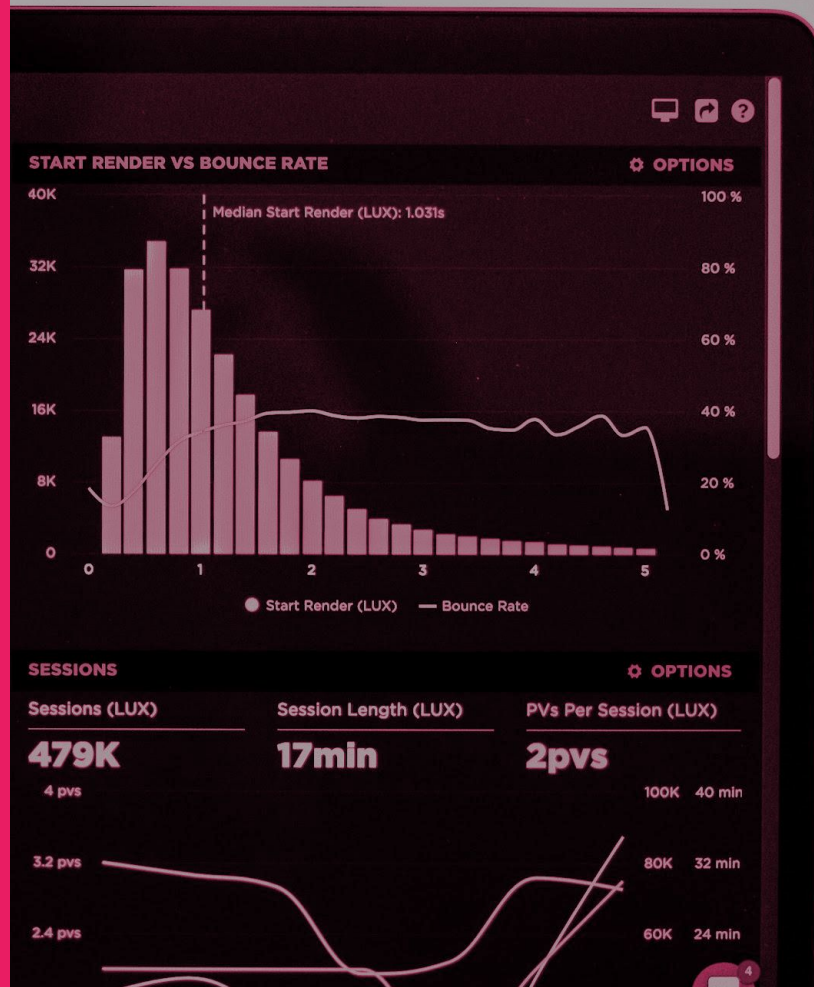 START RENDER VS BOUNCE RATE
OPTIONS
40K
100 %
Median Start Render (LUX): 1.031s
32K
80 %
24K
60 %
16K
40 %
8K
20 %
0
0 %
0 1 2 3 4 5
Start Render (LUX) Bounce Rate
SESSIONS
OPTIONS
Sessions (LUX)
479K
Session Length (LUX)
17min
PVs Per Session (LUX)
2pvs
4 pvs
100K 40 min
3.2 pvs
80K 32 min
2.4 pvs
60K 24 min
4